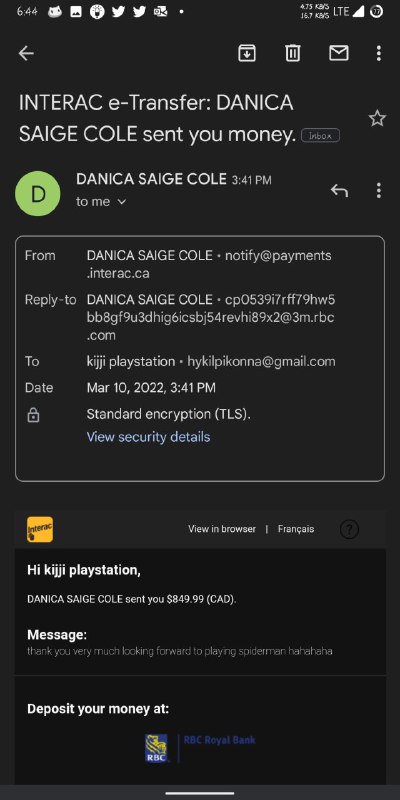 6:44
4.75 KB/S
16.7 KB/S
LTE
INTERAC e-Transfer: DANICA
SAIGE COLE sent you money. Inbox
D
DANICA SAIGE COLE 3:41 PM
to me
From DANICA SAIGE COLE • notify@payments
.interac.ca
Reply-to DANICA SAIGE COLE • cp0539i7rff79hw5
bb8gf9u3dhig6icsbj54revhi89x2@3m.rbc
.com
To kijji playstation • hykilpikonna@gmail.com
Date Mar 10, 2022, 3:41 PM
Standard encryption (TLS).
View security details
Interac
View in browser | Français ?
Hi kijji playstation,
DANICA SAIGE COLE sent you $849.99 (CAD).
Message:
thank you very much looking forward to playing spiderman hahahaha
Deposit your money at:
RBC
RBC Royal Bank